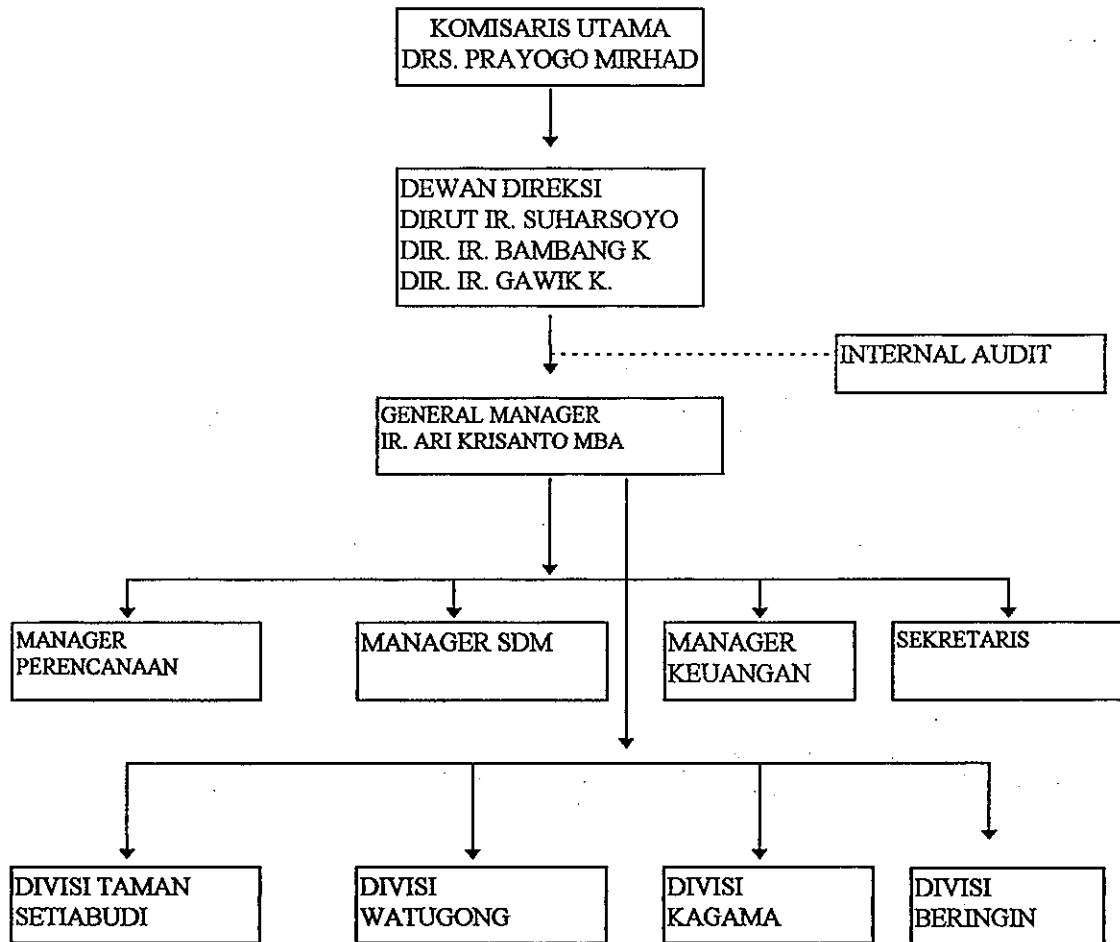 KOMISARIS UTAMA
DRS. PRAYOGO MIRHAD
DEWAN DIREKSI
DIRUT IR. SUHARSOYO
DIR. IR. BAMBANG K
DIR. IR. GAWIK K.
INTERNAL AUDIT
GENERAL MANAGER
IR. ARI KRISANTO MBA
MANAGER
PERENCANAAN
MANAGER SDM
MANAGER
KEUANGAN
SEKRETARIS
DIVISI TAMAN
SETIABUDI
DIVISI
WATUGONG
DIVISI
KAGAMA
DIVISI
BERINGIN